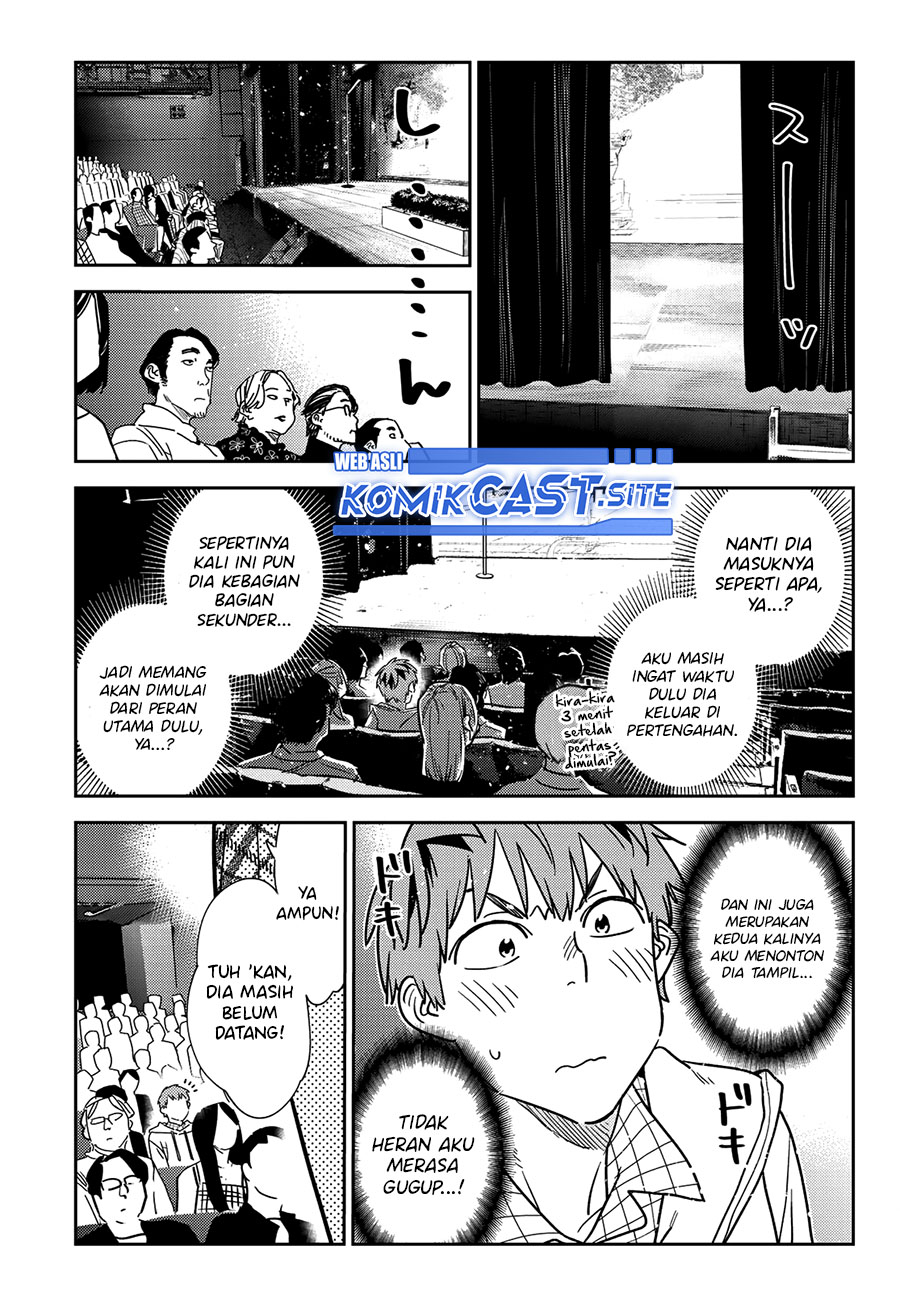 スーーーッ
し
・・・・・
ん
WEB ASLI
KOMIKCAST.SITE
NANTI DIA
MASUKNYA
SEPERTI APA,
YA...?
AKU MASIH
INGAT WAKTU
DULU DIA
KELUAR DI
PERTENGAHAN.
kira-kira
3 menit
setelah
pentas
dimulai?
SEPERTINYA
KALI INI PUN
DIA KEBAGIAN
BAGIAN
SEKUNDER...
JADI MEMANG
AKAN DIMULAI
DARI PERAN
UTAMA DULU,
YA...?
DAN INI JUGA
MERUPAKAN
KEDUA KALINYA
AKU MENONTON
DIA TAMPIL...
ドキ
ドキ
TIDAK
HERAN AKU
MERASA
GUGUP...!
YA
AMPUN!
TUH 'KAN,
DIA MASIH
BELUM
DATANG!